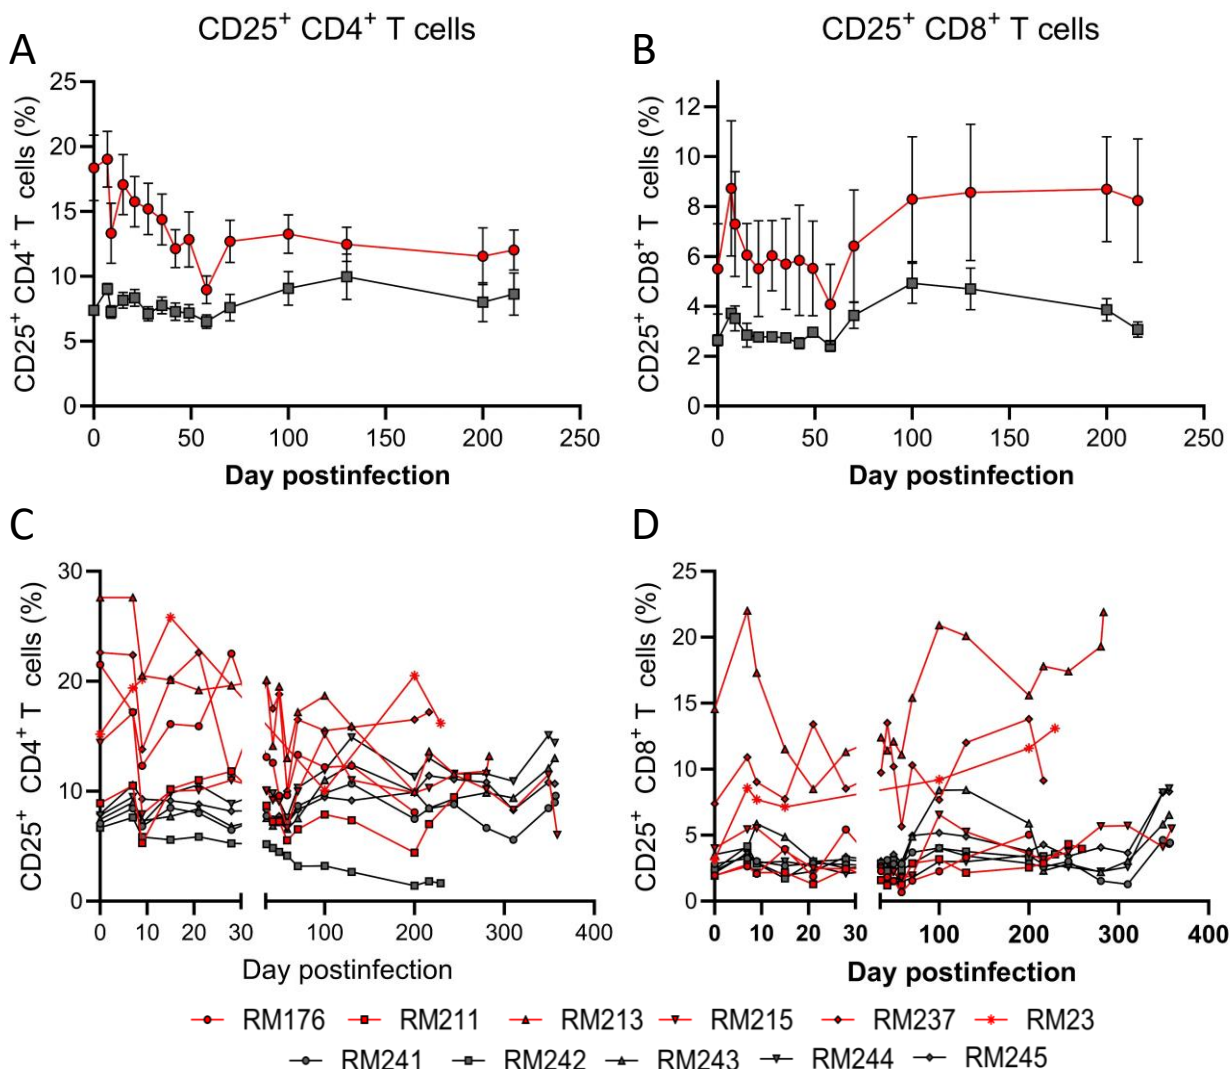 CD25⁺ CD4⁺ T cells
CD25⁺ CD8⁺ T cells
A
B
CD25⁺ CD4⁺ T cells (%)
25
20
15
10
5
0
0 50 100 150 200 250
Day postinfection
CD25⁺ CD8⁺ T cells (%)
12
10
8
6
4
2
0
0 50 100 150 200 250
Day postinfection
C
D
CD25⁺ CD4⁺ T cells (%)
30
20
10
0
0 10 20 30 100 200 300 400
Day postinfection
CD25⁺ CD8⁺ T cells (%)
25
20
15
10
5
0
0 10 20 30 100 200 300 400
Day postinfection
RM176 RM211 RM213 RM215 RM237 RM23
RM241 RM242 RM243 RM244 RM245